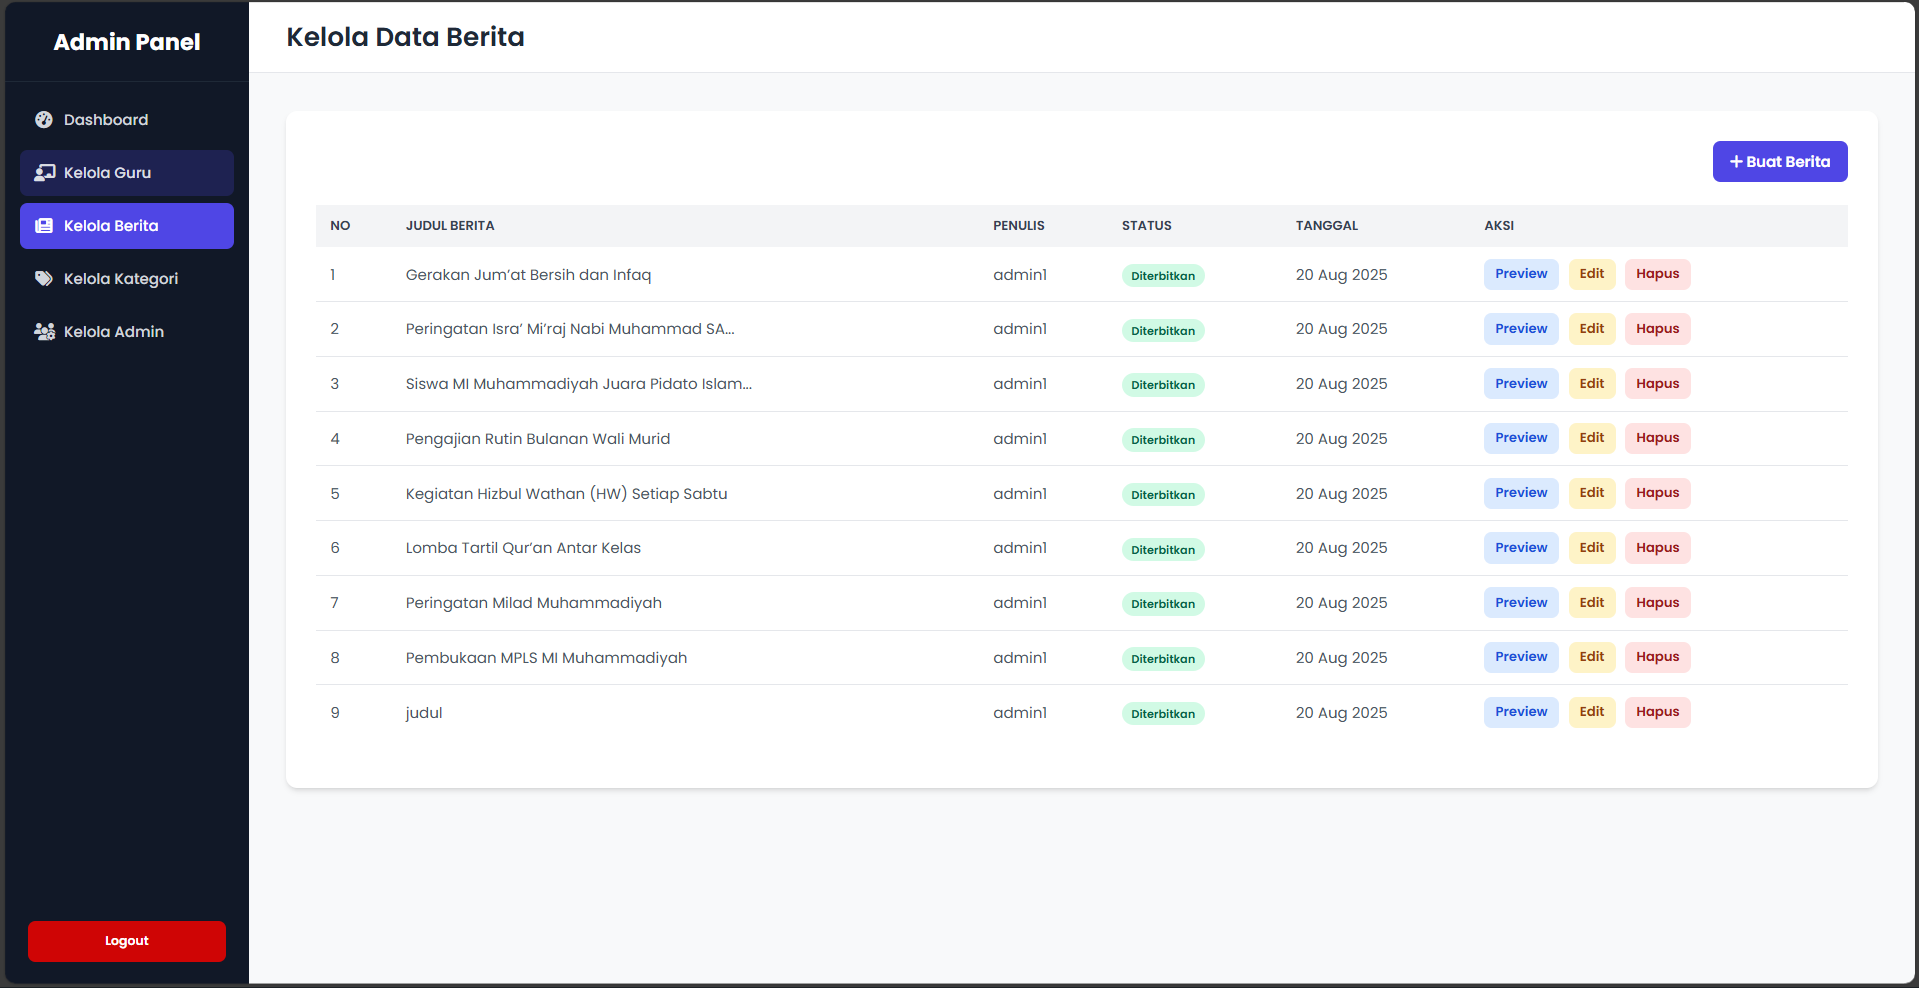 Admin Panel
Dashboard
Kelola Guru
Kelola Berita
Kelola Kategori
Kelola Admin
Logout
Kelola Data Berita
+ Buat Berita
NO JUDUL BERITA PENULIS STATUS TANGGAL AKSI
1 Gerakan Jum’at Bersih dan Infaq admin1 Diterbitkan 20 Aug 2025 Preview Edit Hapus
2 Peringatan Isra’ Mi’raj Nabi Muhammad SA... admin1 Diterbitkan 20 Aug 2025 Preview Edit Hapus
3 Siswa MI Muhammadiyah Juara Pidato Islam... admin1 Diterbitkan 20 Aug 2025 Preview Edit Hapus
4 Pengajian Rutin Bulanan Wali Murid admin1 Diterbitkan 20 Aug 2025 Preview Edit Hapus
5 Kegiatan Hizbul Wathan (HW) Setiap Sabtu admin1 Diterbitkan 20 Aug 2025 Preview Edit Hapus
6 Lomba Tartil Qur’an Antar Kelas admin1 Diterbitkan 20 Aug 2025 Preview Edit Hapus
7 Peringatan Milad Muhammadiyah admin1 Diterbitkan 20 Aug 2025 Preview Edit Hapus
8 Pembukaan MPLS MI Muhammadiyah admin1 Diterbitkan 20 Aug 2025 Preview Edit Hapus
9 judul admin1 Diterbitkan 20 Aug 2025 Preview Edit Hapus